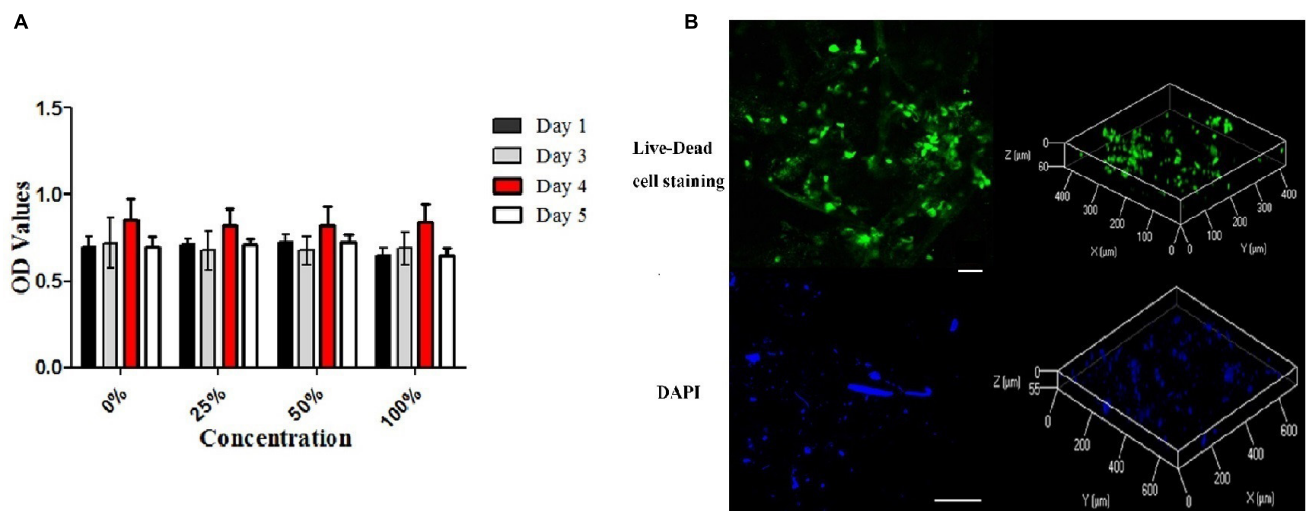 A
1.5
1.0
0.5
0.0
OD Values
0%
25%
50%
100%
Concentration
Day 1
Day 3
Day 4
Day 5
B
Live-Dead
cell staining
DAPI
Z [µm]
0
60
400
300
200
100
0
X [µm]
0
100
200
300
400
Y [µm]
Z [µm]
0
55
0
200
400
600
Y [µm]
0
200
400
600
X [µm]